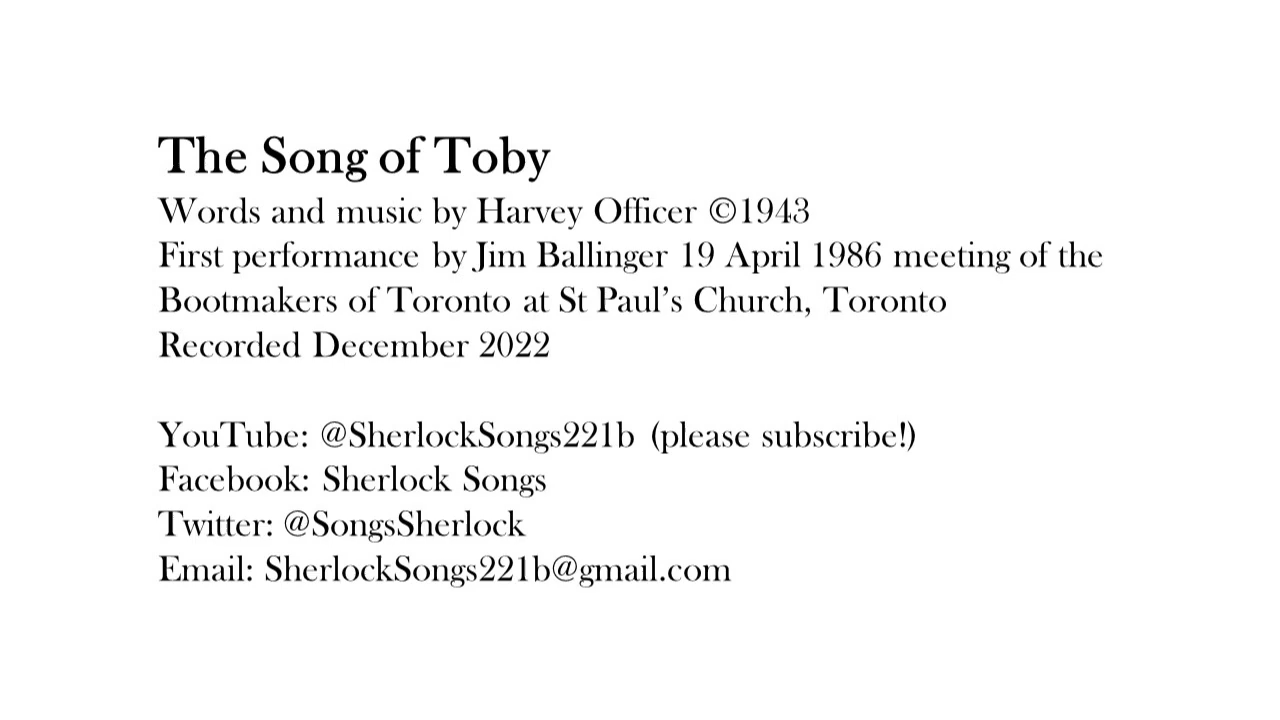 The Song of Toby
Words and music by Harvey Officer ©1943
First performance by Jim Ballinger 19 April 1986 meeting of the
Bootmakers of Toronto at St Paul’s Church, Toronto
Recorded December 2022
YouTube: @SherlockSongs221b (please subscribe!)
Facebook: Sherlock Songs
Twitter: @SongsSherlock
Email: SherlockSongs221b@gmail.com